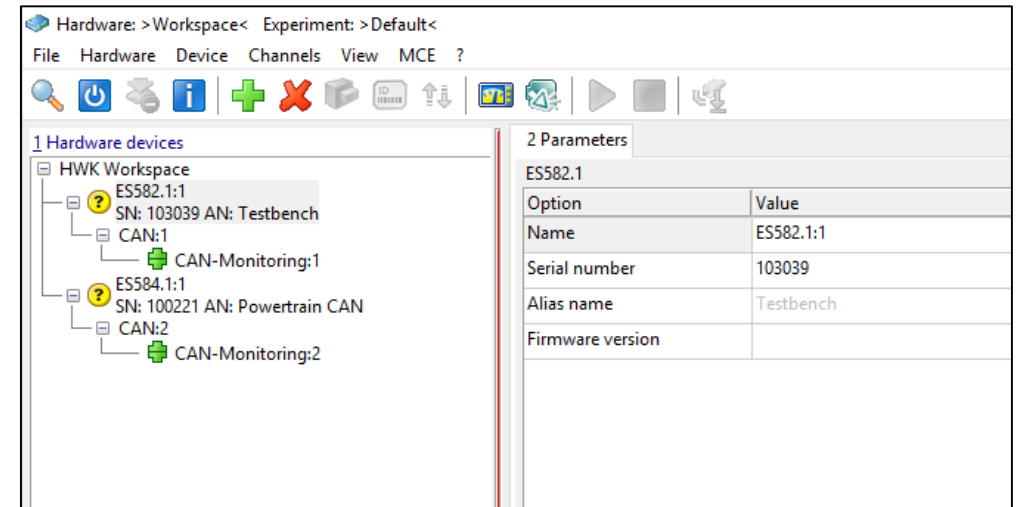 Hardware: >Workspace< Experiment: >Default<
File Hardware Device Channels View MCE ?
1 Hardware devices
HWK Workspace
ES582.1:1
SN: 103039 AN: Testbench
CAN:1
CAN-Monitoring:1
ES584.1:1
SN: 100221 AN: Powertrain CAN
CAN:2
CAN-Monitoring:2
2 Parameters
ES582.1
Option Value
Name ES582.1:1
Serial number 103039
Alias name Testbench
Firmware version